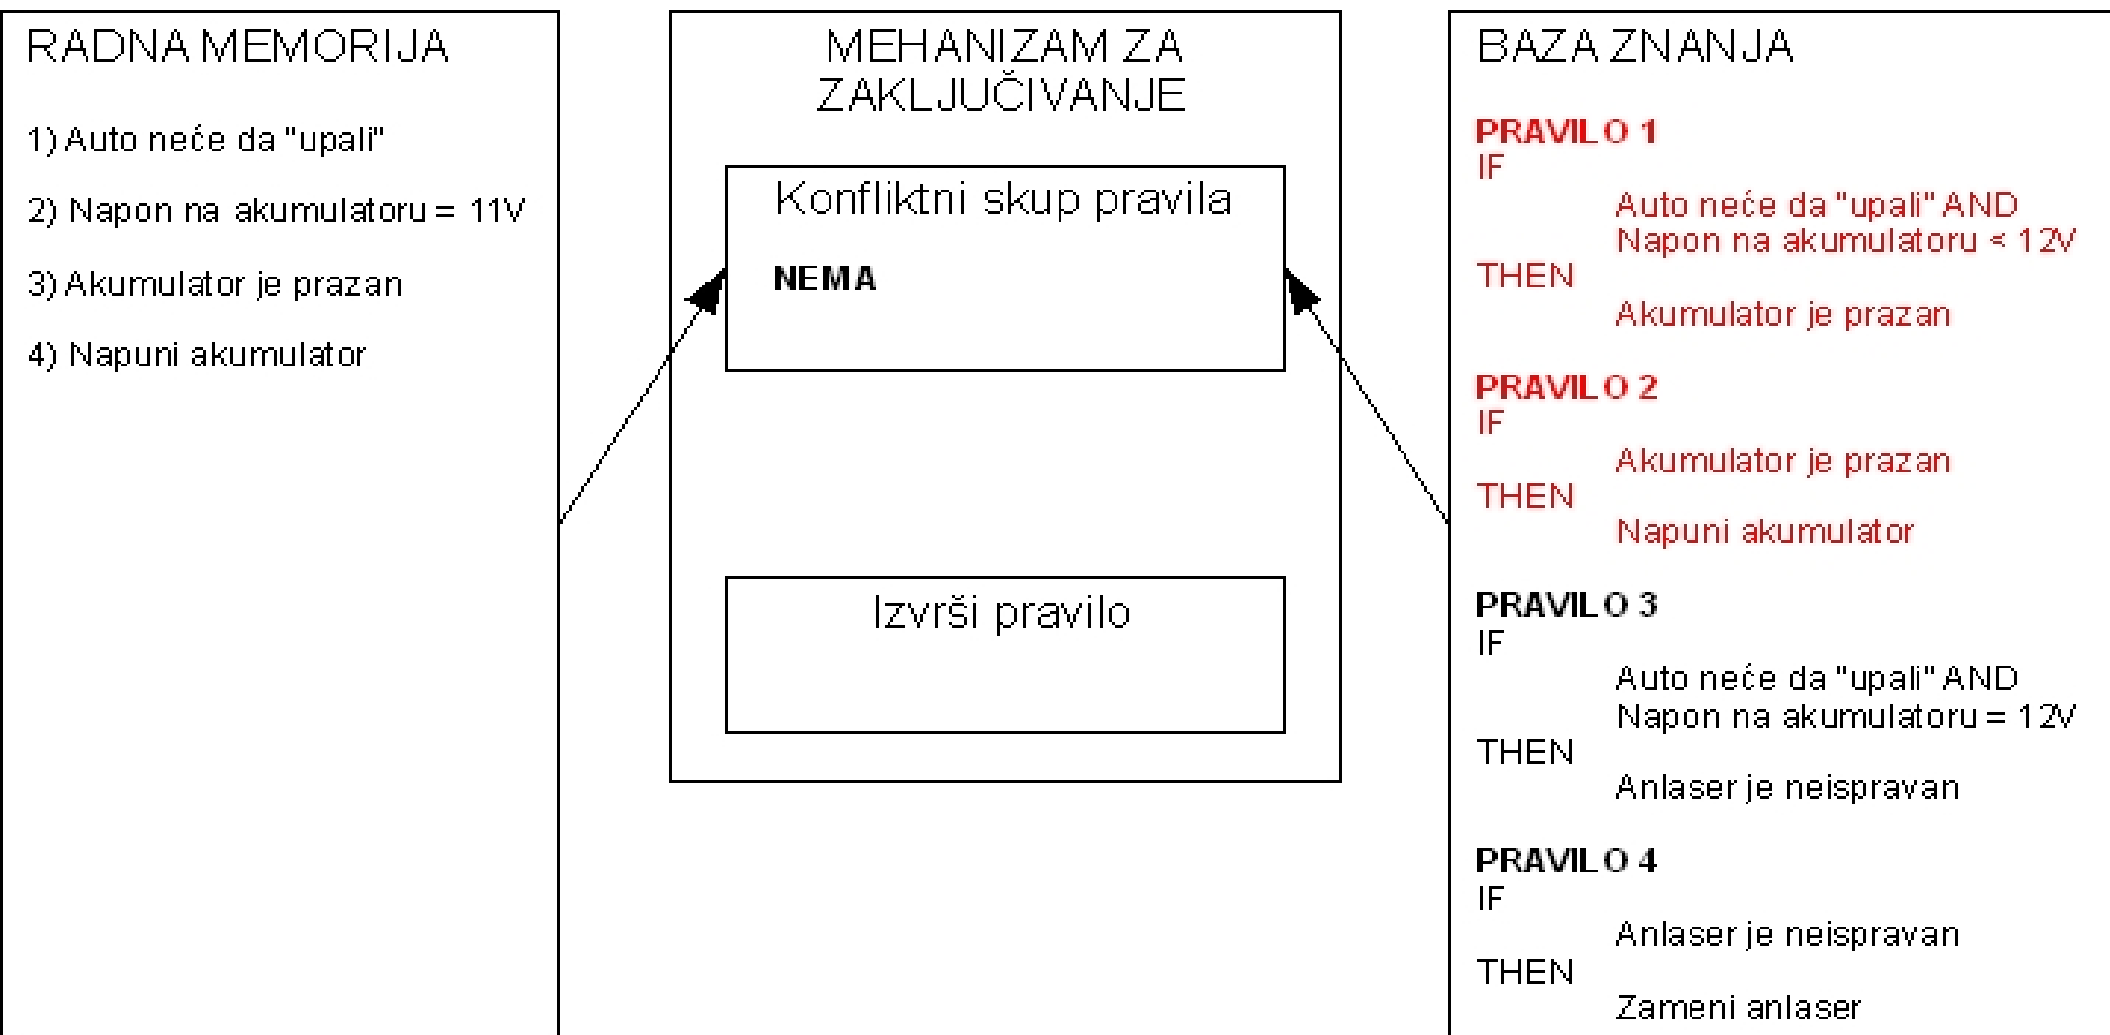 RADNA MEMORIJA
1) Auto neće da "upali"
2) Napon na akumulatoru = 11V
3) Akumulator je prazan
4) Napuni akumulator
MEHANIZAM ZA
ZAKLJUČIVANJE
Konfliktni skup pravila
NEMA
Izvrši pravilo
BAZA ZNANJA
PRAVILO 1
IF
Auto neće da "upali" AND
Napon na akumulatoru < 12V
THEN
Akumulator je prazan
PRAVILO 2
IF
Akumulator je prazan
THEN
Napuni akumulator
PRAVILO 3
IF
Auto neće da "upali" AND
Napon na akumulatoru = 12V
THEN
Anlaser je neispravan
PRAVILO 4
IF
Anlaser je neispravan
THEN
Zameni anlaser